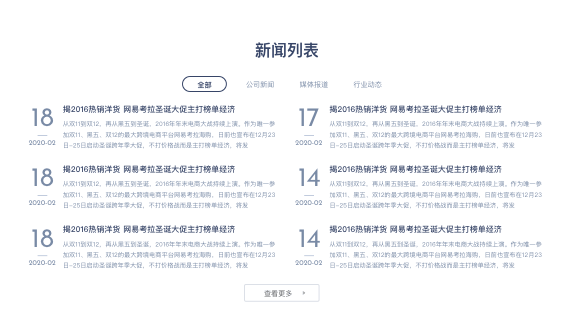 新闻列表
全部 公司新闻 媒体报道 行业动态
18
2020-02
揭2016热销洋货 网易考拉圣诞大促主打榜单经济
从双11到双12，再从黑五到圣诞，2016年年末电商大战持续上演。作为唯一参
加双11、黑五、双12的最大跨境电商平台网易考拉海购，日前也宣布在12月23
日-25日启动圣诞跨年大促，不打价格战而是主打榜单经济，将发
17
2020-02
揭2016热销洋货 网易考拉圣诞大促主打榜单经济
从双11到双12，再从黑五到圣诞，2016年年末电商大战持续上演。作为唯一参
加双11、黑五、双12的最大跨境电商平台网易考拉海购，日前也宣布在12月23
日-25日启动圣诞跨年季大促，不打价格战而是主打榜单经济，将发
18
2020-02
揭2016热销洋货 网易考拉圣诞大促主打榜单经济
从双11到双12，再从黑五到圣诞，2016年年末电商大战持续上演。作为唯一参
加双11、黑五、双12的最大跨境电商平台网易考拉海购，日前也宣布在12月23
日-25日启动圣诞跨年大促，不打价格战而是主打榜单经济，将发
14
2020-02
揭2016热销洋货 网易考拉圣诞大促主打榜单经济
从双11到双12，再从黑五到圣诞，2016年年末电商大战持续上演。作为唯一参
加双11、黑五、双12的最大跨境电商平台网易考拉海购，日前也宣布在12月23
日-25日启动圣诞跨年季大促，不打价格战而是主打榜单经济，将发
18
2020-02
揭2016热销洋货 网易考拉圣诞大促主打榜单经济
从双11到双12，再从黑五到圣诞，2016年年末电商大战持续上演。作为唯一参
加双11、黑五、双12的最大跨境电商平台网易考拉海购，日前也宣布在12月23
日-25日启动圣诞跨年季大促，不打价格战而是主打榜单经济，将发
14
2020-02
揭2016热销洋货 网易考拉圣诞大促主打榜单经济
从双11到双12，再从黑五到圣诞，2016年年末电商大战持续上演。作为唯一参
加双11、黑五、双12的最大跨境电商平台网易考拉海购，日前也宣布在12月23
日-25日启动圣诞跨年季大促，不打价格战而是主打榜单经济，将发
查看更多